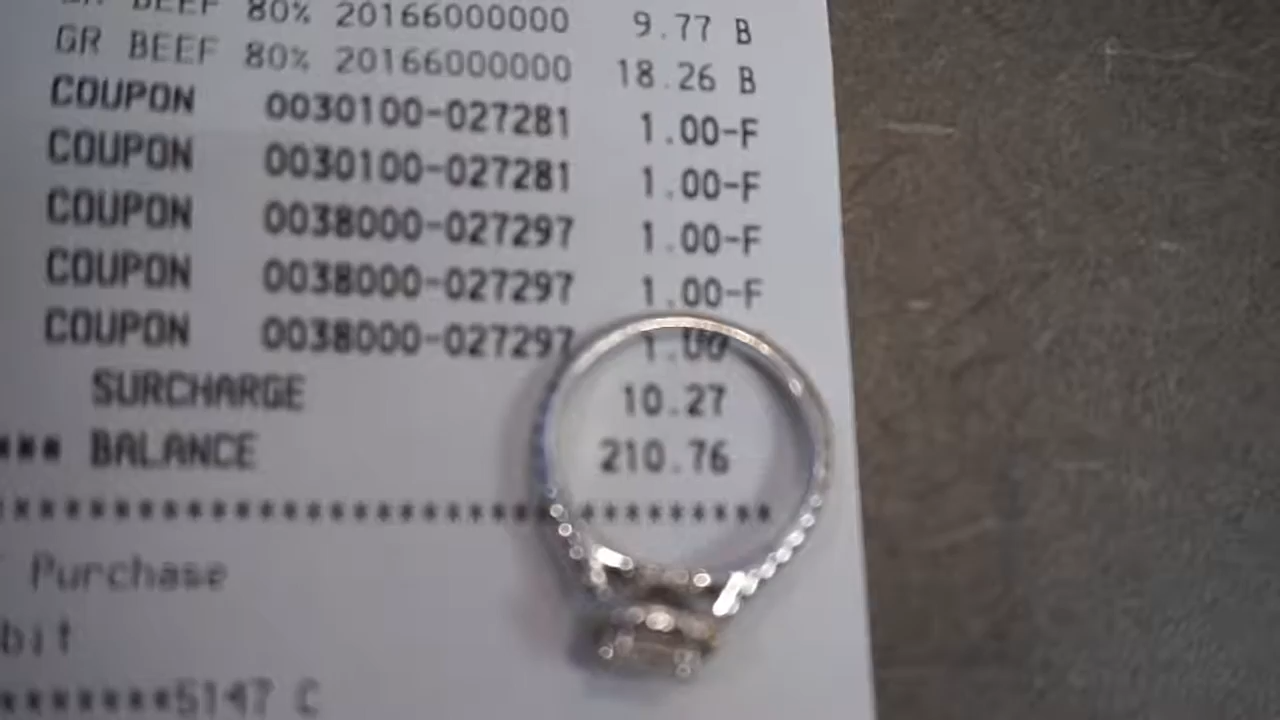 GR BEEF 80% 20166000000 9.77 B
GR BEEF 80% 20166000000 18.26 B
COUPON 0030100-027281 1.00-F
COUPON 0030100-027281 1.00-F
COUPON 0038000-027297 1.00-F
COUPON 0038000-027297 1.00-F
COUPON 0038000-027297 1.00
SURCHARGE 10.27
*** BALANCE 210.76
Purchase
bit
*******5147 C